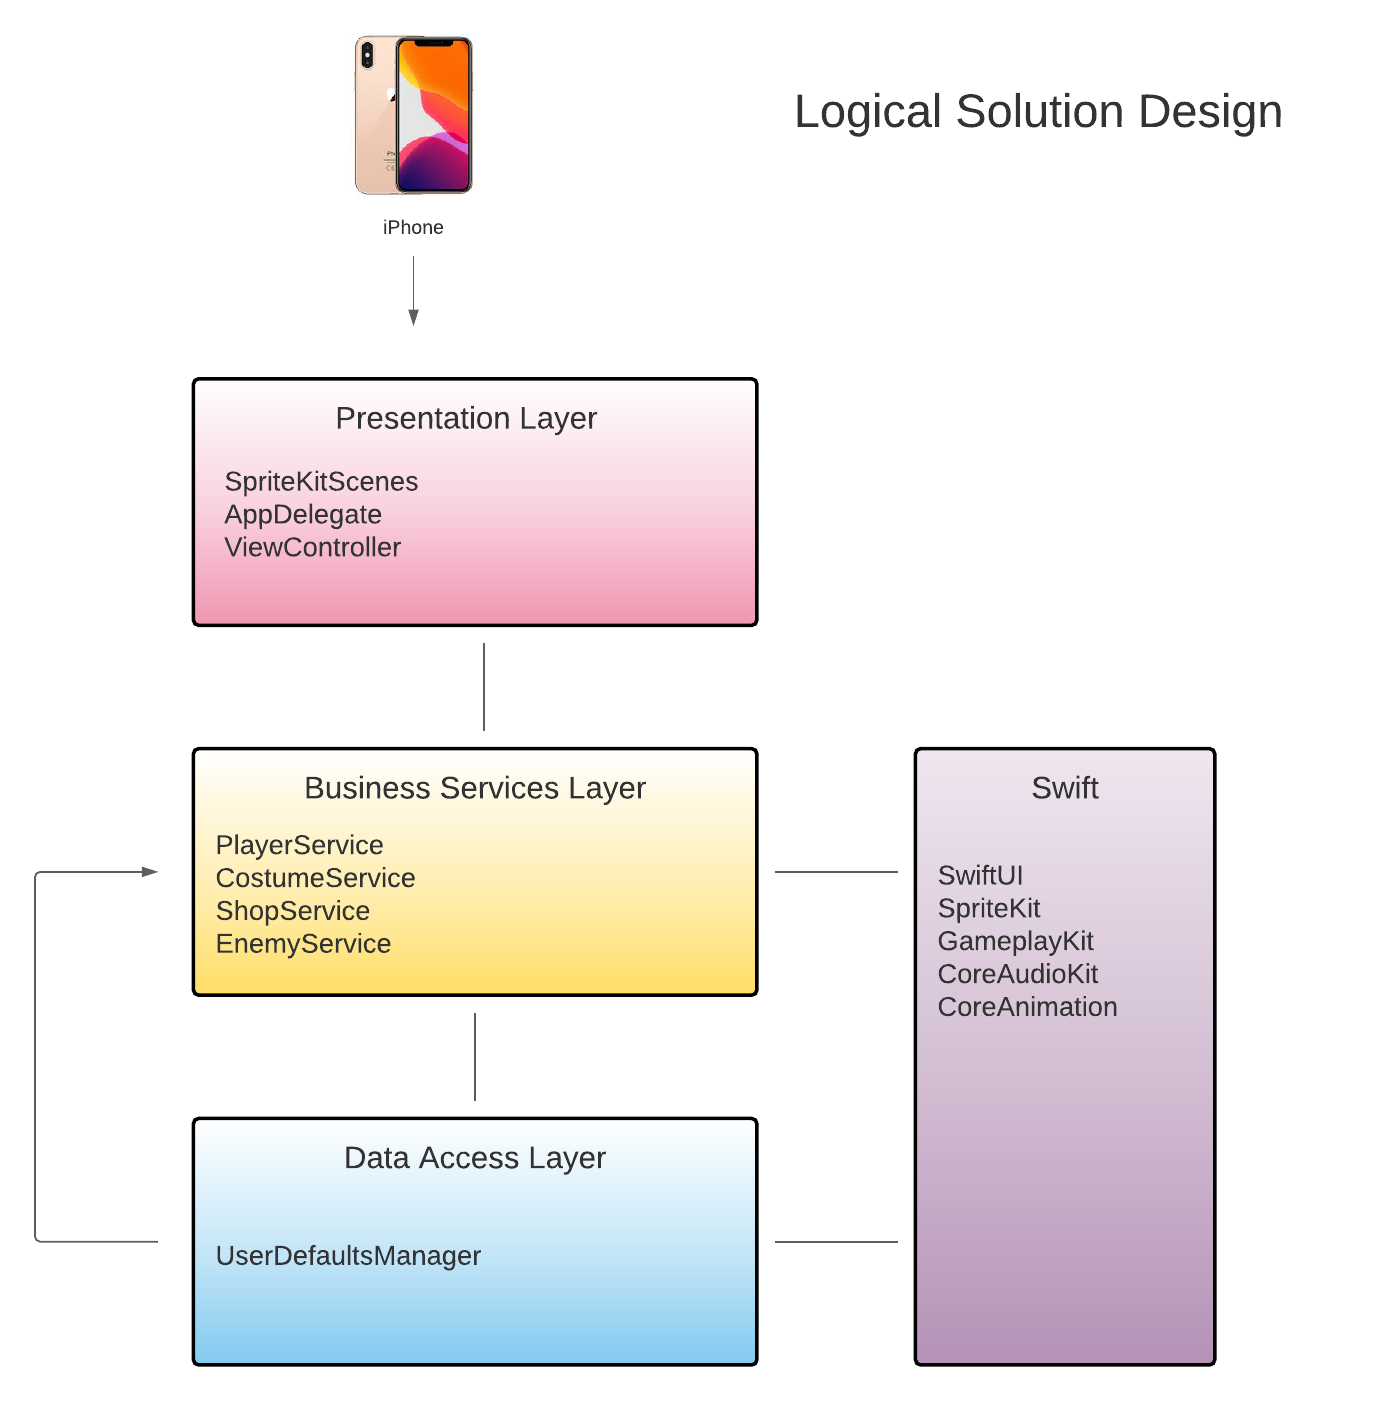 Logical Solution Design
iPhone
Presentation Layer
SpriteKitScenes
AppDelegate
ViewController
Business Services Layer
PlayerService
CostumeService
ShopService
EnemyService
Swift
SwiftUI
SpriteKit
GameplayKit
CoreAudioKit
CoreAnimation
Data Access Layer
UserDefaultsManager